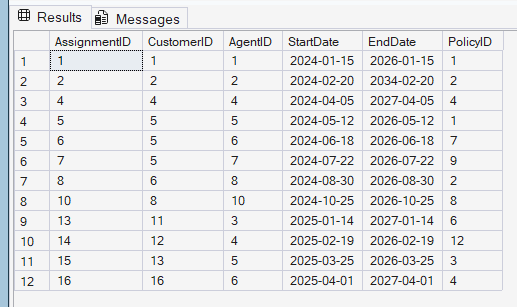 Results Messages
AssignmentID CustomerID AgentID StartDate EndDate PolicyID
1 1 1 1 2024-01-15 2026-01-15 1
2 2 2 2 2024-02-20 2034-02-20 2
3 4 4 4 2024-04-05 2027-04-05 4
4 5 5 5 2024-05-12 2026-05-12 1
5 6 5 6 2024-06-18 2026-06-18 7
6 7 5 7 2024-07-22 2026-07-22 9
7 8 6 8 2024-08-30 2026-08-30 2
8 10 8 10 2024-10-25 2026-10-25 8
9 13 11 3 2025-01-14 2027-01-14 6
10 14 12 4 2025-02-19 2026-02-19 12
11 15 13 5 2025-03-25 2026-03-25 3
12 16 16 6 2025-04-01 2027-04-01 4